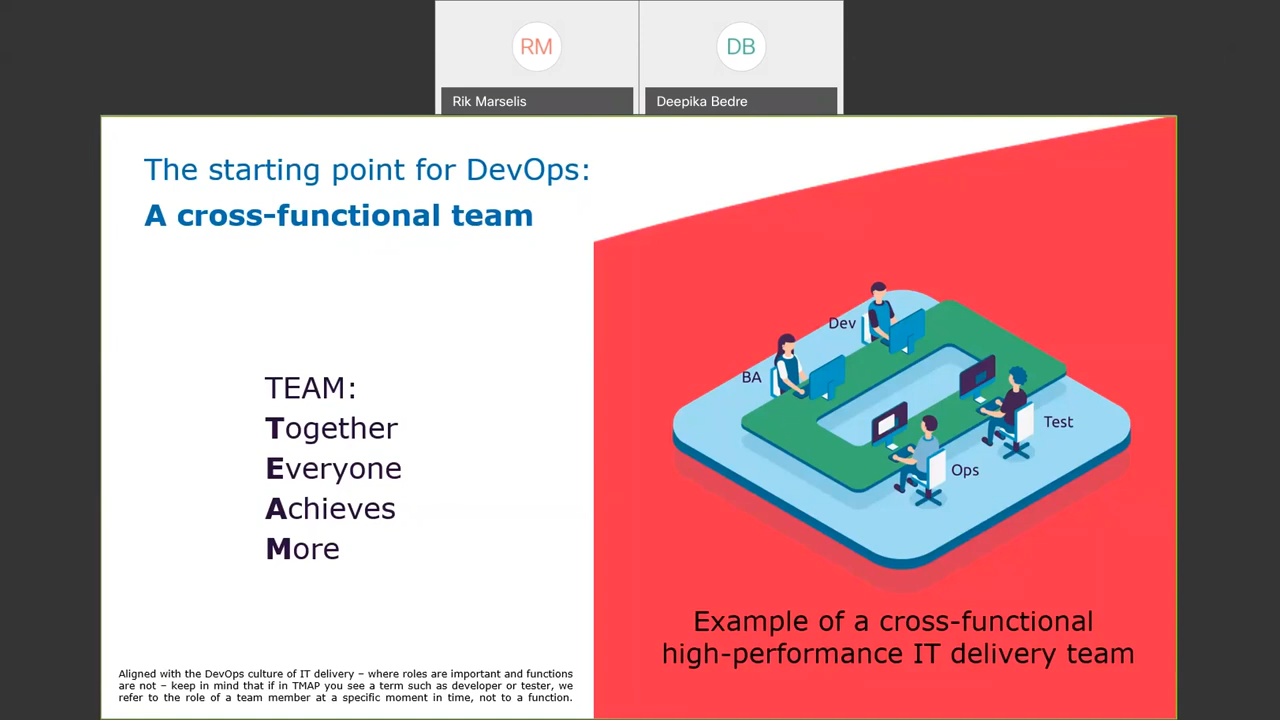 RM
DB
Rik Marselis
Deepika Bedre
The starting point for DevOps:
A cross-functional team
TEAM:
Together
Everyone
Achieves
More
Dev
BA
Test
Ops
Example of a cross-functional
high-performance IT delivery team
Aligned with the DevOps culture of IT delivery – where roles are important and functions
are not – keep in mind that if in TMAP you see a term such as developer or tester, we
refer to the role of a team member at a specific moment in time, not to a function.